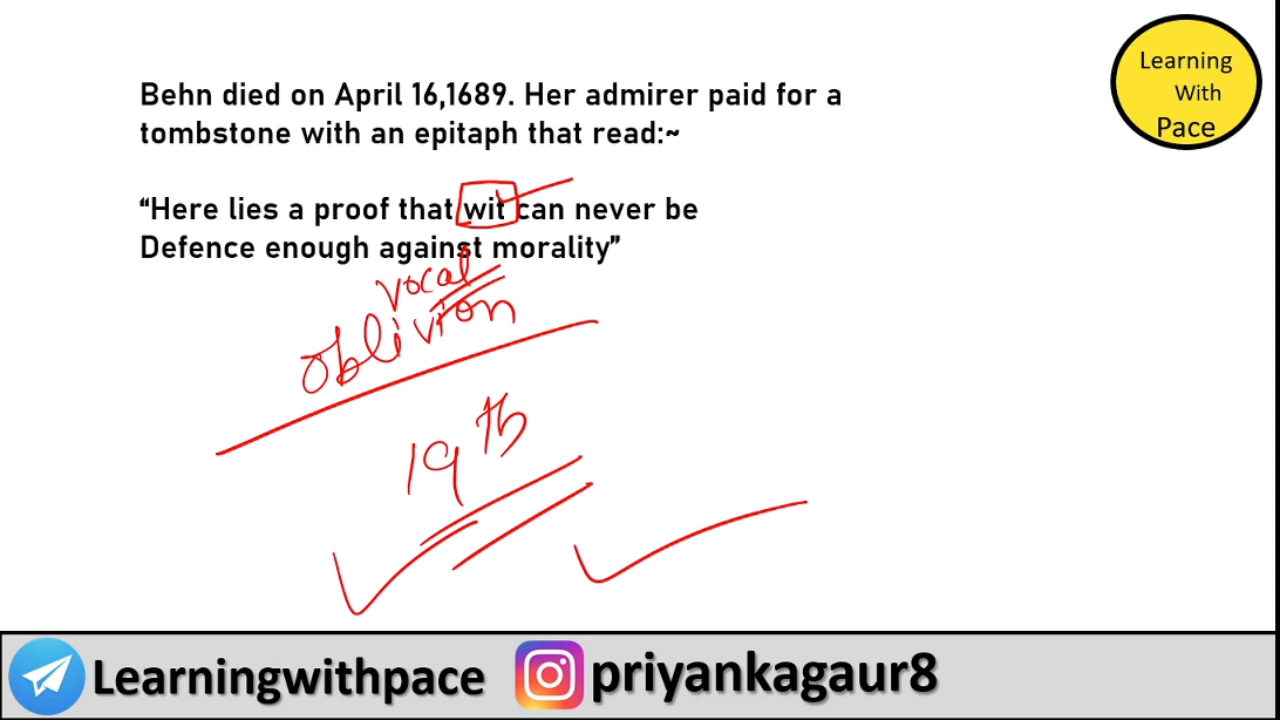 Behn died on April 16,1689. Her admirer paid for a
tombstone with an epitaph that read:~
“Here lies a proof that wit can never be
Defence enough against morality”
vocal
oblivion
19th
Learning
With
Pace
Learningwithpace
priyankagaur8